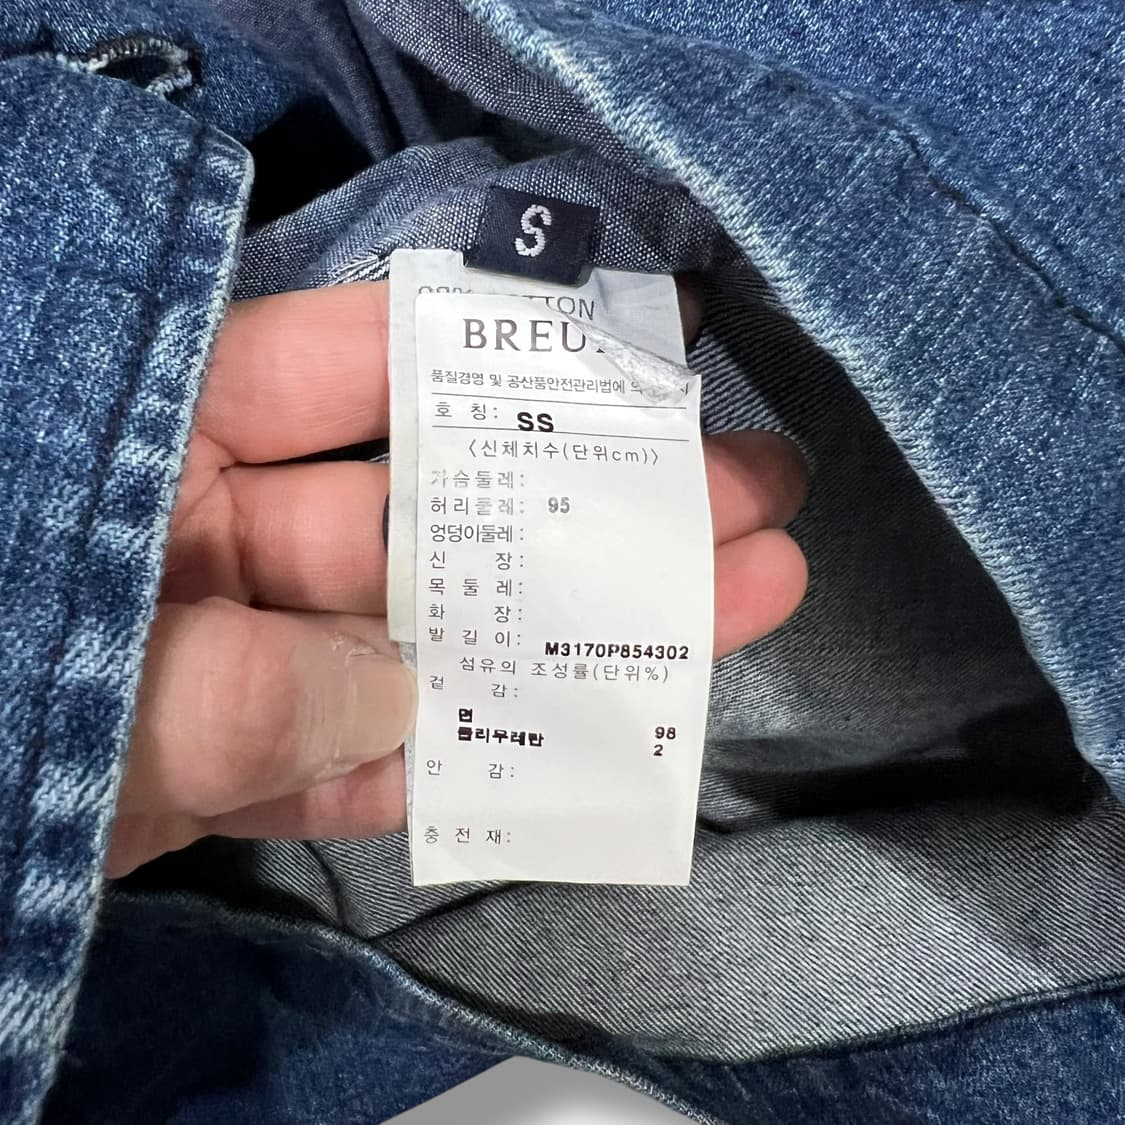 S
COTTON
BREU
품질경영 및 공산품안전관리법에
호 칭: SS
〈신체치수(단위cm)〉
가슴둘레:
허리둘레: 95
엉덩이둘레:
신 장:
목 둘 레:
화 장:
발 길 이:
M3170P854302
섬유의 조성률(단위%)
겉 감:
면 98
폴리우레탄 2
안 감:
충 전 재: